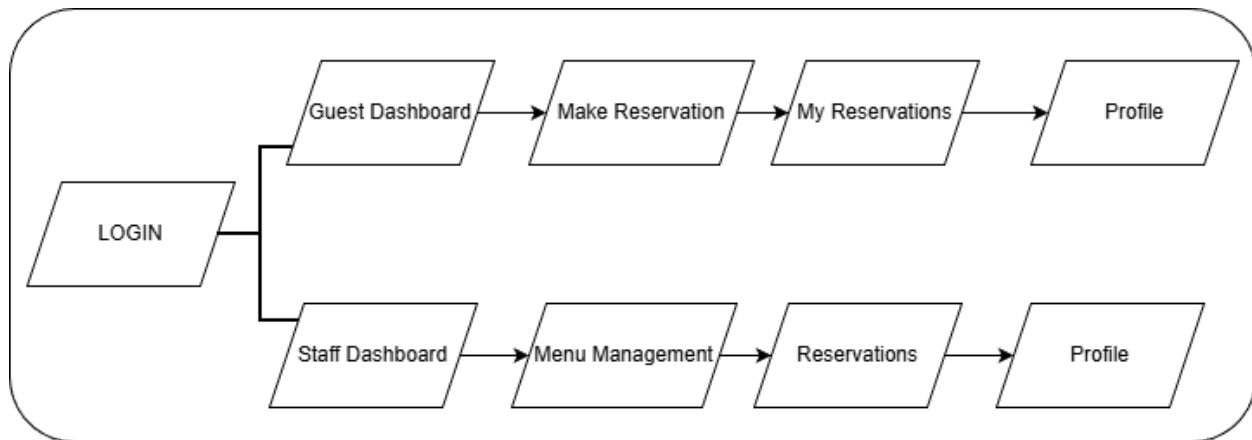 Guest Dashboard
Make Reservation
My Reservations
Profile
LOGIN
Staff Dashboard
Menu Management
Reservations
Profile